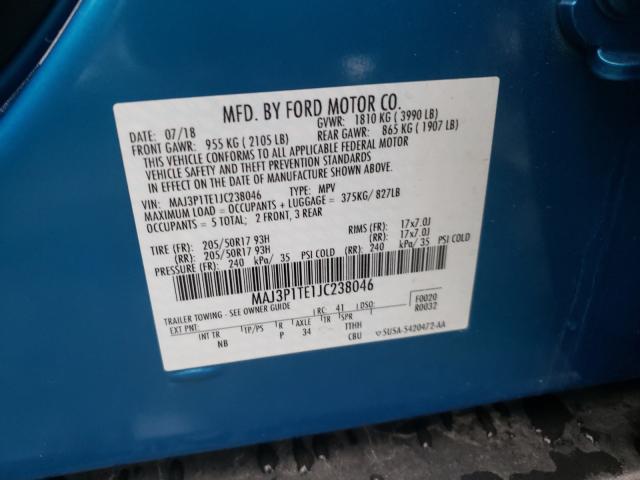 MFD. BY FORD MOTOR CO.
DATE: 07/18 GVWR: 1810 KG ( 3990 LB)
FRONT GAWR: 955 KG ( 2105 LB) REAR GAWR: 865 KG ( 1907 LB)
THIS VEHICLE CONFORMS TO ALL APPLICABLE FEDERAL MOTOR
VEHICLE SAFETY AND THEFT PREVENTION STANDARDS
IN EFFECT ON THE DATE OF MANUFACTURE SHOWN ABOVE.
VIN: MAJ3P1TE1JC238046 TYPE: MPV
MAXIMUM LOAD = OCCUPANTS + LUGGAGE = 375KG/ 827LB
OCCUPANTS = 5 TOTAL; 2 FRONT, 3 REAR
TIRE (FR): 205/50R17 93H RIMS (FR): 17x7.0J
(RR): 205/50R17 93H (RR): 17x7.0J
PRESSURE (FR): 240 kPa/ 35 PSI COLD (RR): 240 kPa/ 35 PSI COLD
MAJ3P1TE1JC238046
TRAILER TOWING - SEE OWNER GUIDE RC: 41 DSO: F0020
EXT PNT: INT TR TP/PS R AXLE TR SPR R0032
NB P 34 TTHH
CBU SU5A-S420472-AA